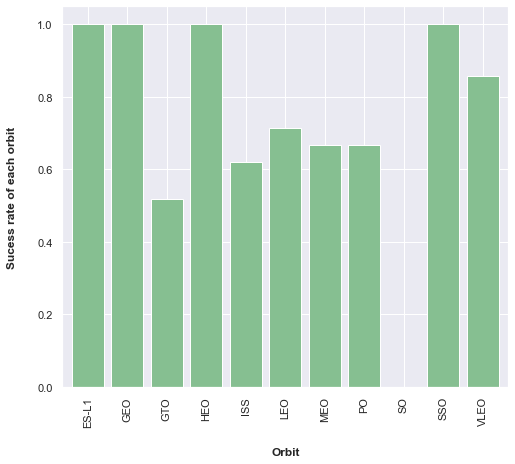 Sucess rate of each orbit
1.0
0.8
0.6
0.4
0.2
0.0
ES-L1
GEO
GTO
HEO
ISS
LEO
MEO
PO
SO
SSO
VLEO
Orbit